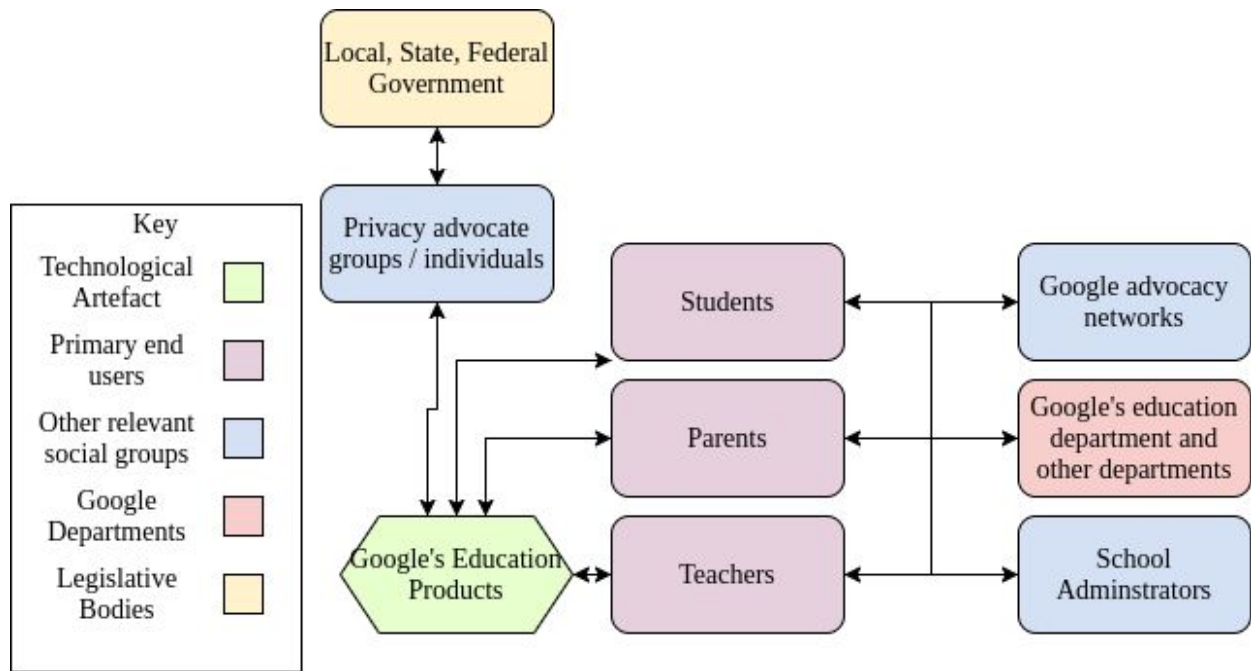 Local, State, Federal
Government
Privacy advocate
groups / individuals
Key
Technological
Artefact
Primary end
users
Other relevant
social groups
Google
Departments
Legislative
Bodies
Students
Google advocacy
networks
Parents
Google's education
department and
other departments
Google's Education
Products
Teachers
School
Adminstrators